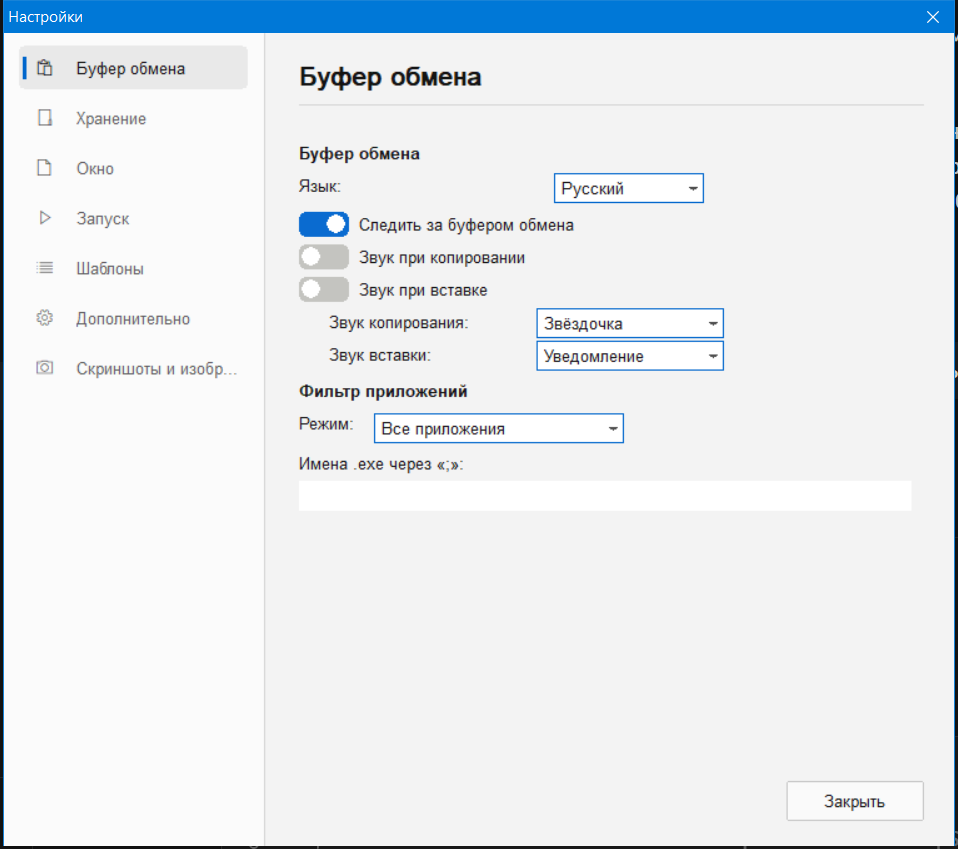 Настройки
Буфер обмена
Хранение
Окно
Запуск
Шаблоны
Дополнительно
Скриншоты и изобр...
Буфер обмена
Буфер обмена
Язык:
Русский
Следить за буфером обмена
Звук при копировании
Звук при вставке
Звук копирования:
Звёздочка
Звук вставки:
Уведомление
Фильтр приложений
Режим:
Все приложения
Имена .exe через «;»:
Закрыть